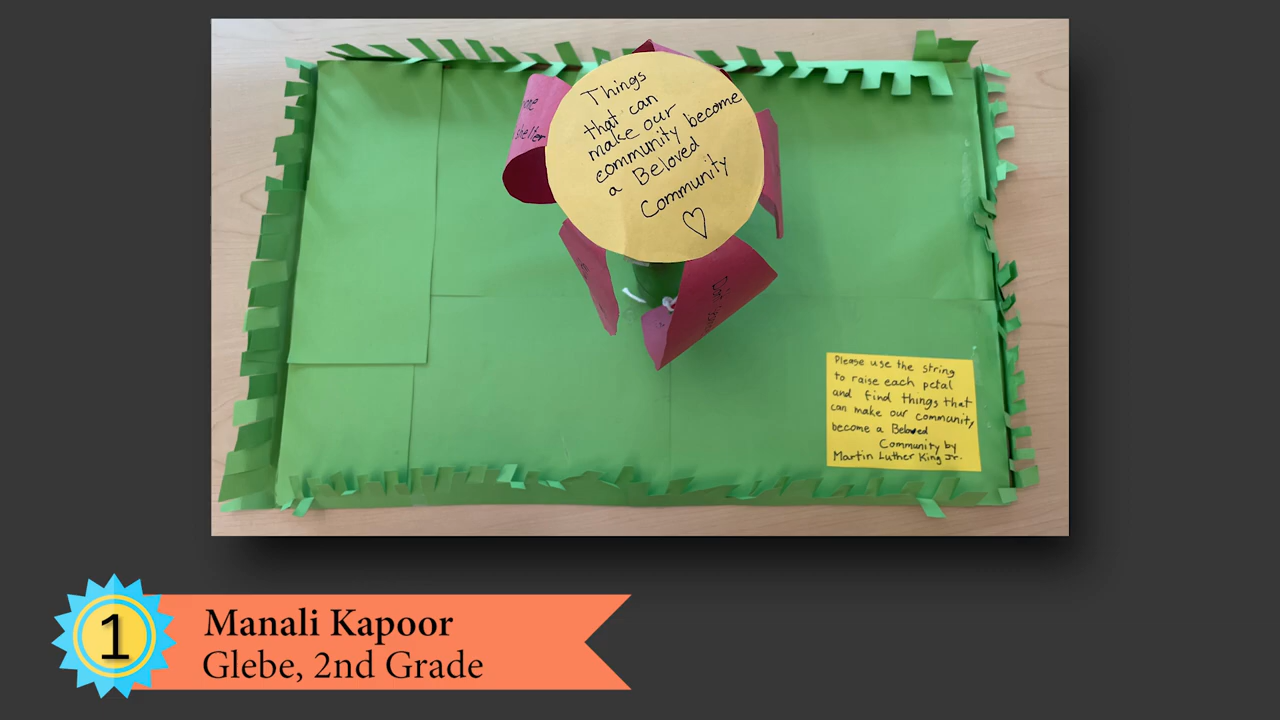 Things
that can
make our
community become
a Beloved
Community
shelter
Please use the string
to raise each petal
and find things that
can make our community
become a Beloved
Community by
Martin Luther King Jr.
1
Manali Kapoor
Glebe, 2nd Grade